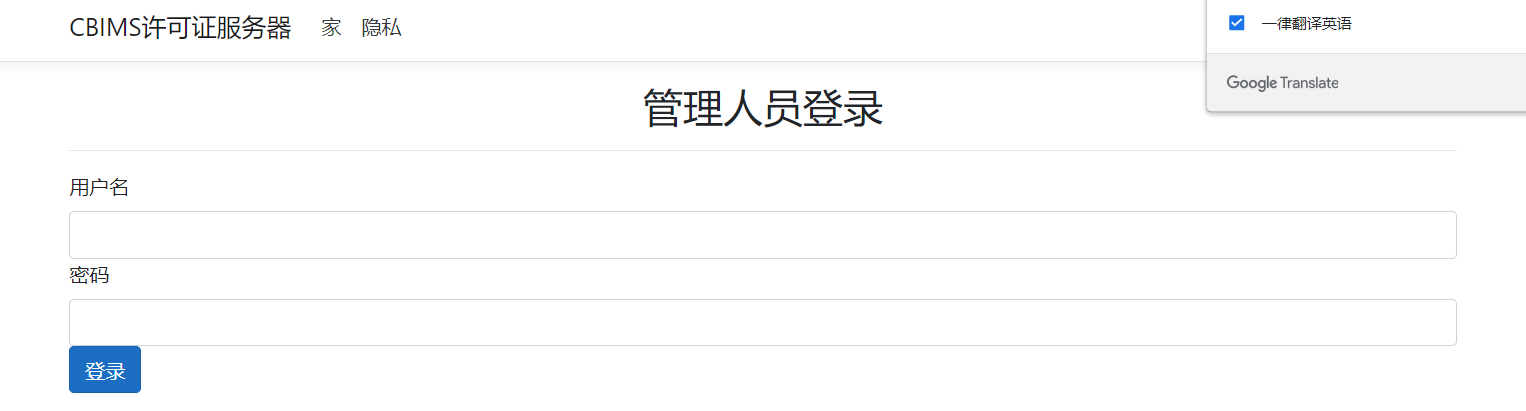 CBIMS许可证服务器 家 隐私
一律翻译英语
Google Translate
管理人员登录
用户名
密码
登录